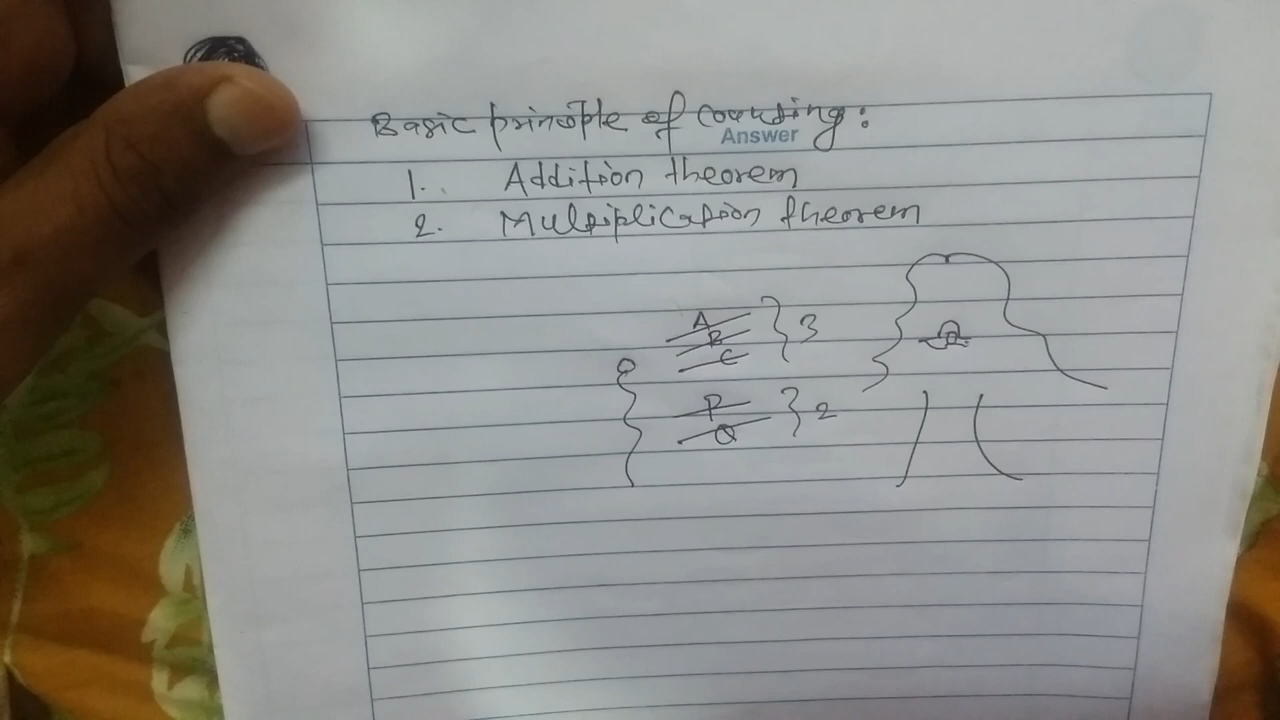 Basic principle of counting:
Answer
1. Addition theorem
2. Multiplication theorem
A
B
C
3
P
Q
2